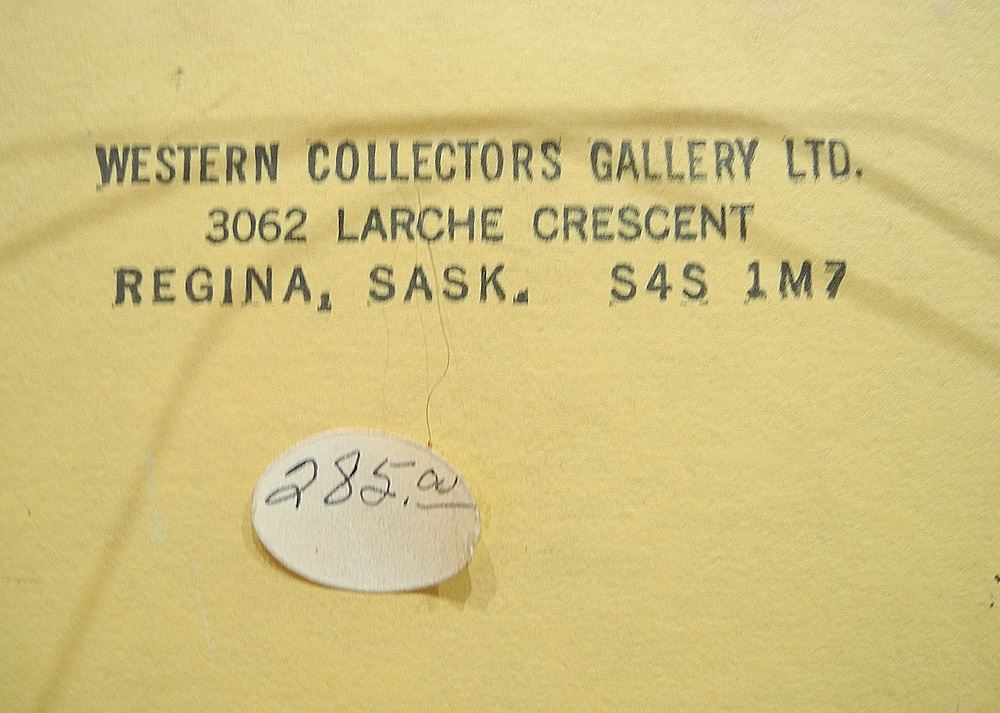 WESTERN COLLECTORS GALLERY LTD.
3062 LARCHE CRESCENT
REGINA, SASK. S4S 1M7
285.00